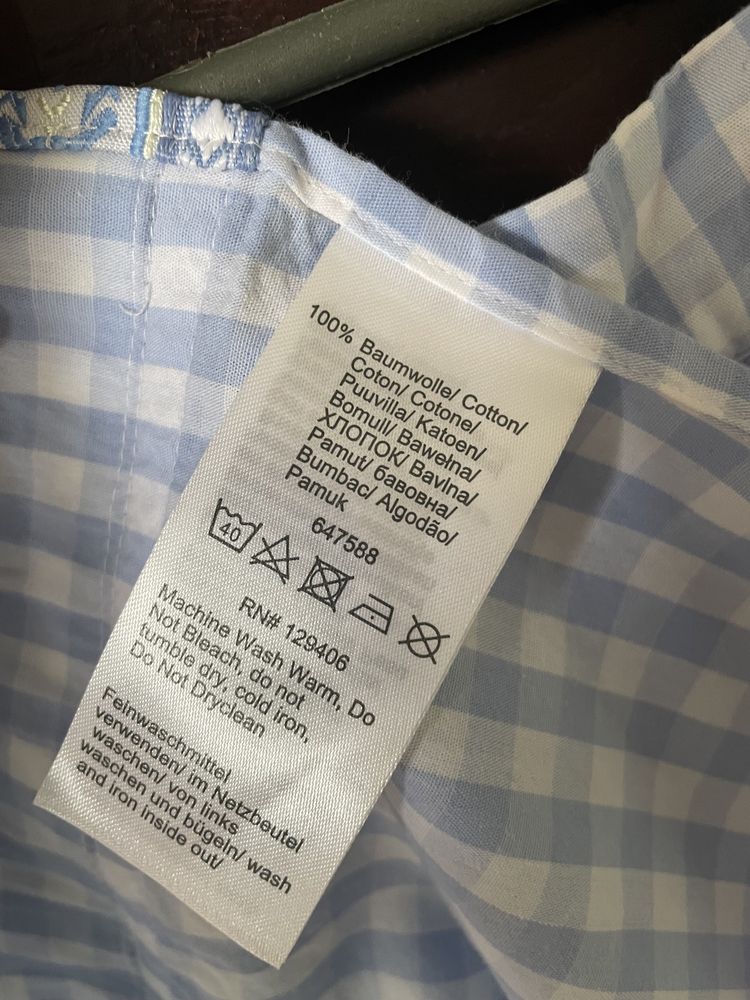 100% Baumwolle/ Cotton/
Coton/ Cotone/
Puuvilla/ Katoen/
Bomull/ Bawełna/
ХЛОПОК/ Bavlna/
Pamut/ бавовна/
Bumbac/ Algodão/
Pamuk
647588
40
RN# 129406
Machine Wash Warm, Do
Not Bleach, do not
tumble dry, cold iron,
Do Not Dryclean
Feinwaschmittel
verwenden/ im Netzbeutel
waschen/ von links
waschen und bügeln/ wash
and iron inside out/